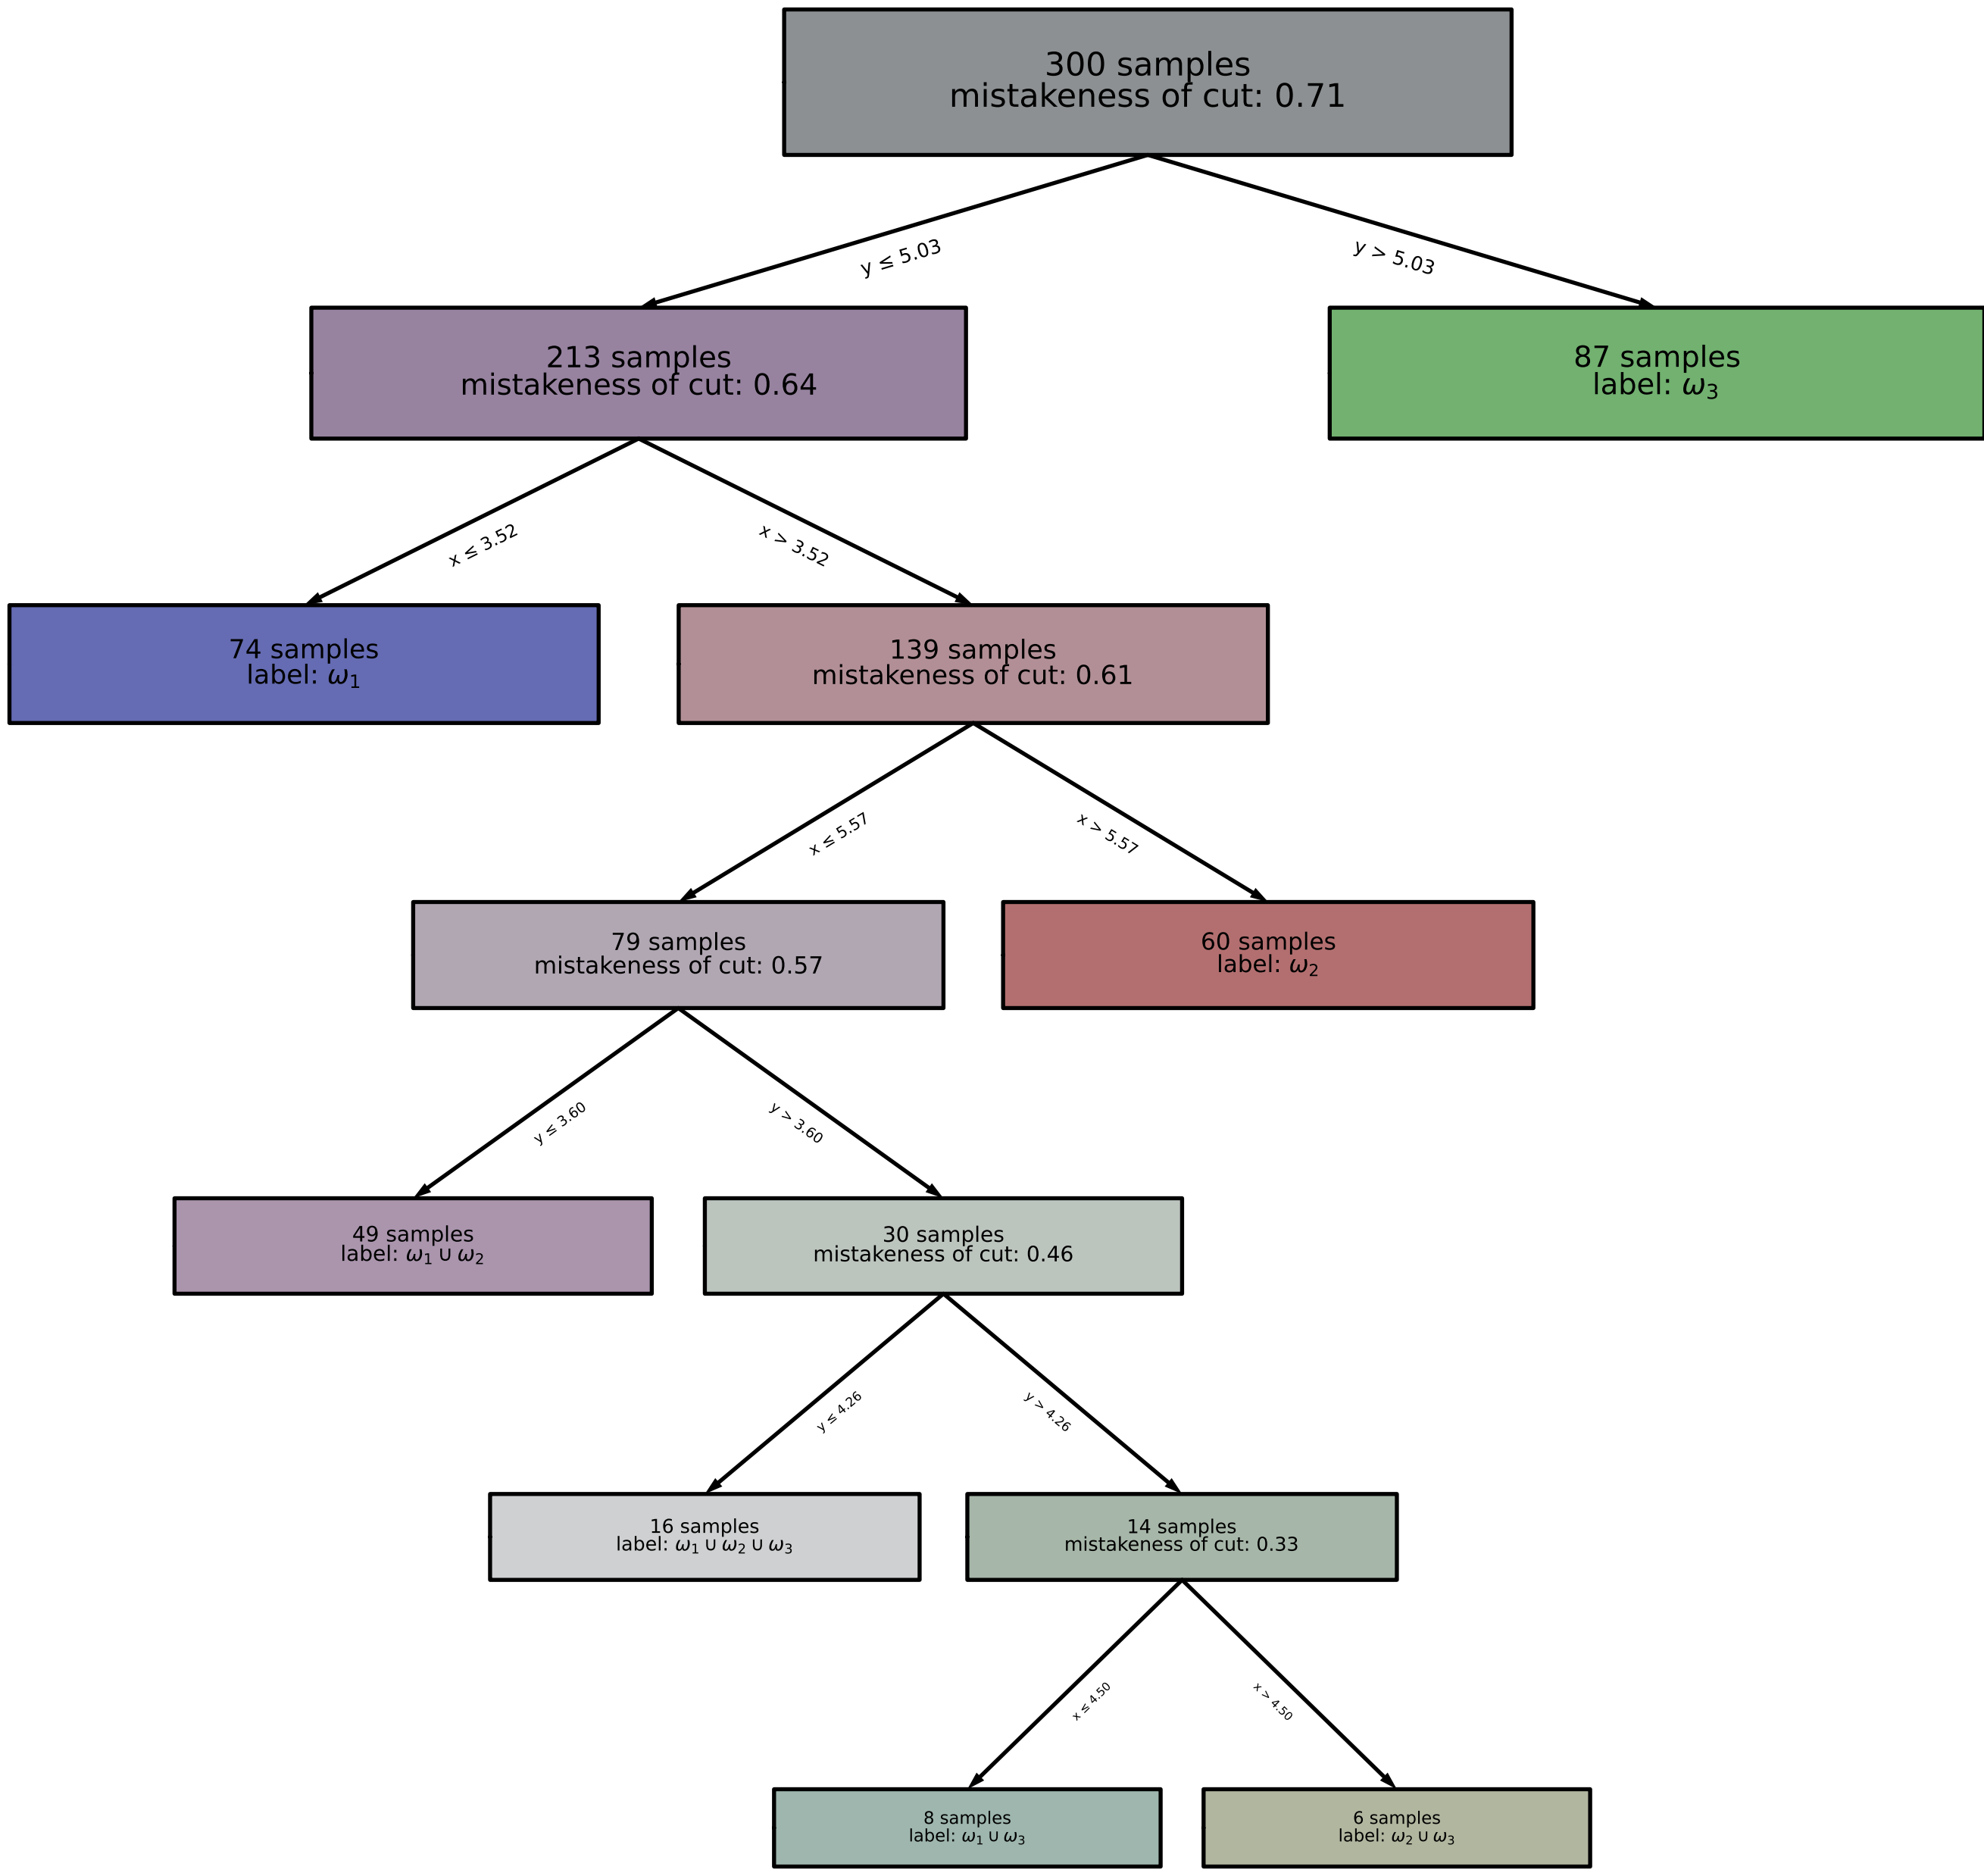 300 samples
mistakeness of cut: 0.71
y ≤ 5.03
y > 5.03
213 samples
mistakeness of cut: 0.64
87 samples
label: ω₃
x ≤ 3.52
x > 3.52
74 samples
label: ω₁
139 samples
mistakeness of cut: 0.61
x ≤ 5.57
x > 5.57
79 samples
mistakeness of cut: 0.57
60 samples
label: ω₂
y ≤ 3.60
y > 3.60
49 samples
label: ω₁ ∪ ω₂
30 samples
mistakeness of cut: 0.46
y ≤ 4.26
y > 4.26
16 samples
label: ω₁ ∪ ω₂ ∪ ω₃
14 samples
mistakeness of cut: 0.33
x ≤ 4.50
x > 4.50
8 samples
label: ω₁ ∪ ω₃
6 samples
label: ω₂ ∪ ω₃